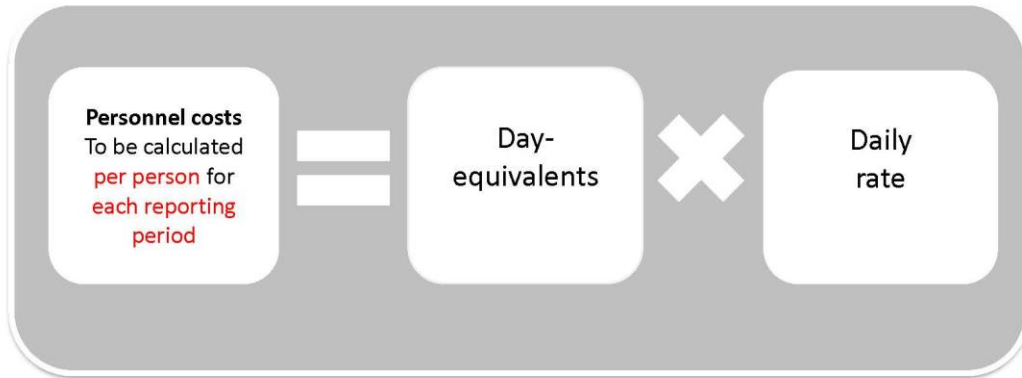 Personnel costs
To be calculated
per person for
each reporting
period
Day-
equivalents
Daily
rate